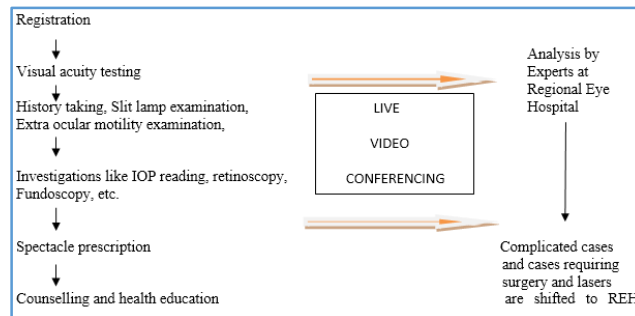 Registration
Visual acuity testing
History taking, Slit lamp examination,
Extra ocular motility examination,
Investigations like IOP reading, retinoscopy,
Fundoscopy, etc.
Spectacle prescription
Counselling and health education
LIVE
VIDEO
CONFERENCING
Analysis by
Experts at
Regional Eye
Hospital
Complicated cases
and cases requiring
surgery and lasers
are shifted to REH